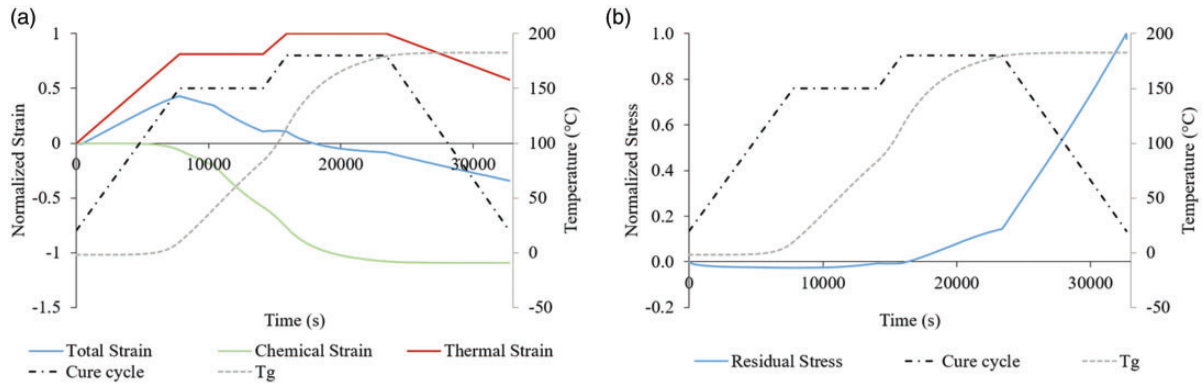 (a)
1
0.5
0
-0.5
-1
-1.5
Normalized Strain
0
10000
20000
30000
Time (s)
200
150
100
50
0
-50
Temperature (°C)
Total Strain
Chemical Strain
Thermal Strain
Cure cycle
Tg
(b)
1.0
0.8
0.6
0.4
0.2
0.0
-0.2
Normalized Stress
0
10000
20000
30000
Time (s)
200
150
100
50
0
-50
Temperature (°C)
Residual Stress
Cure cycle
Tg